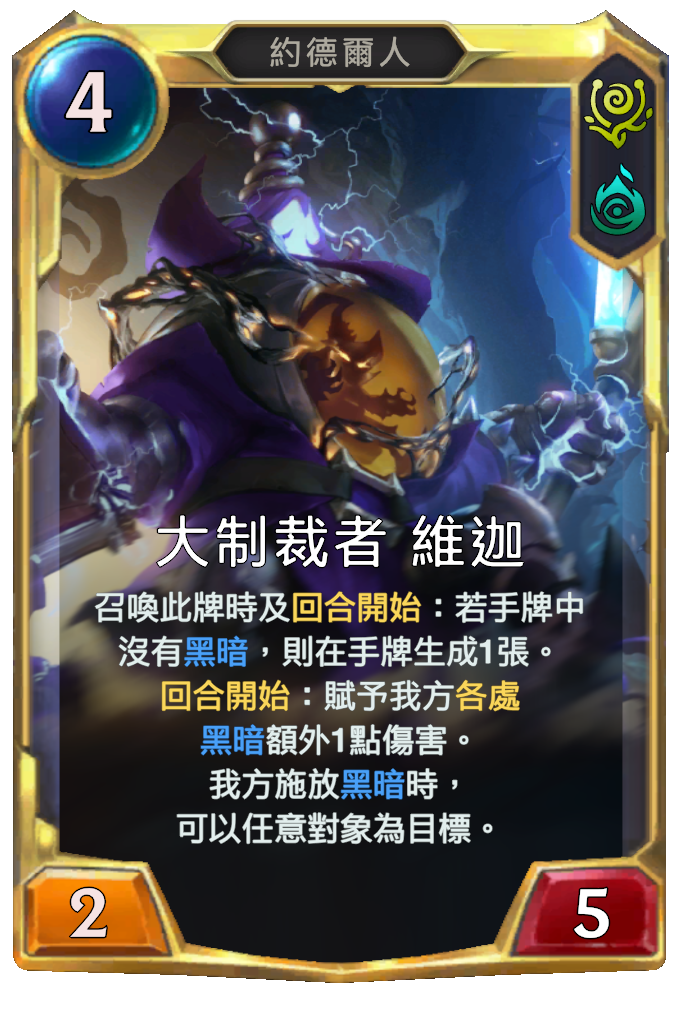 約德爾人
4
大制裁者 維迦
召喚此牌時及回合開始：若手牌中
沒有黑暗，則在手牌生成1張。
回合開始：賦予我方各處
黑暗額外1點傷害。
我方施放黑暗時，
可以任意對象為目標。
2
5